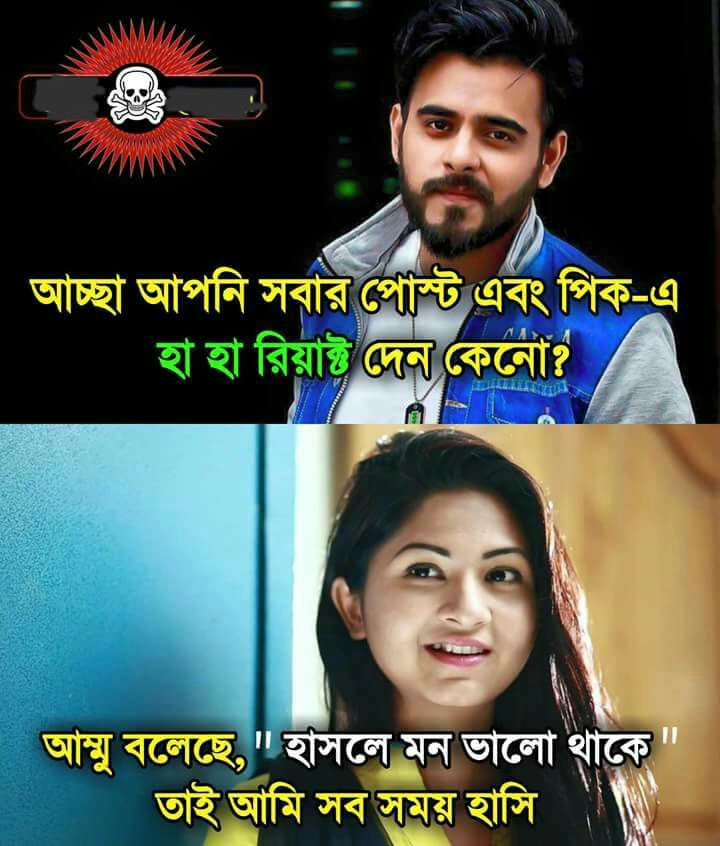 আচ্ছা আপনি সবার পোস্ট এবং পিক-এ
হা হা রিয়াক্ট দেন কেনো?
আম্মু বলেছে, " হাসলে মন ভালো থাকে "
তাই আমি সব সময় হাসি